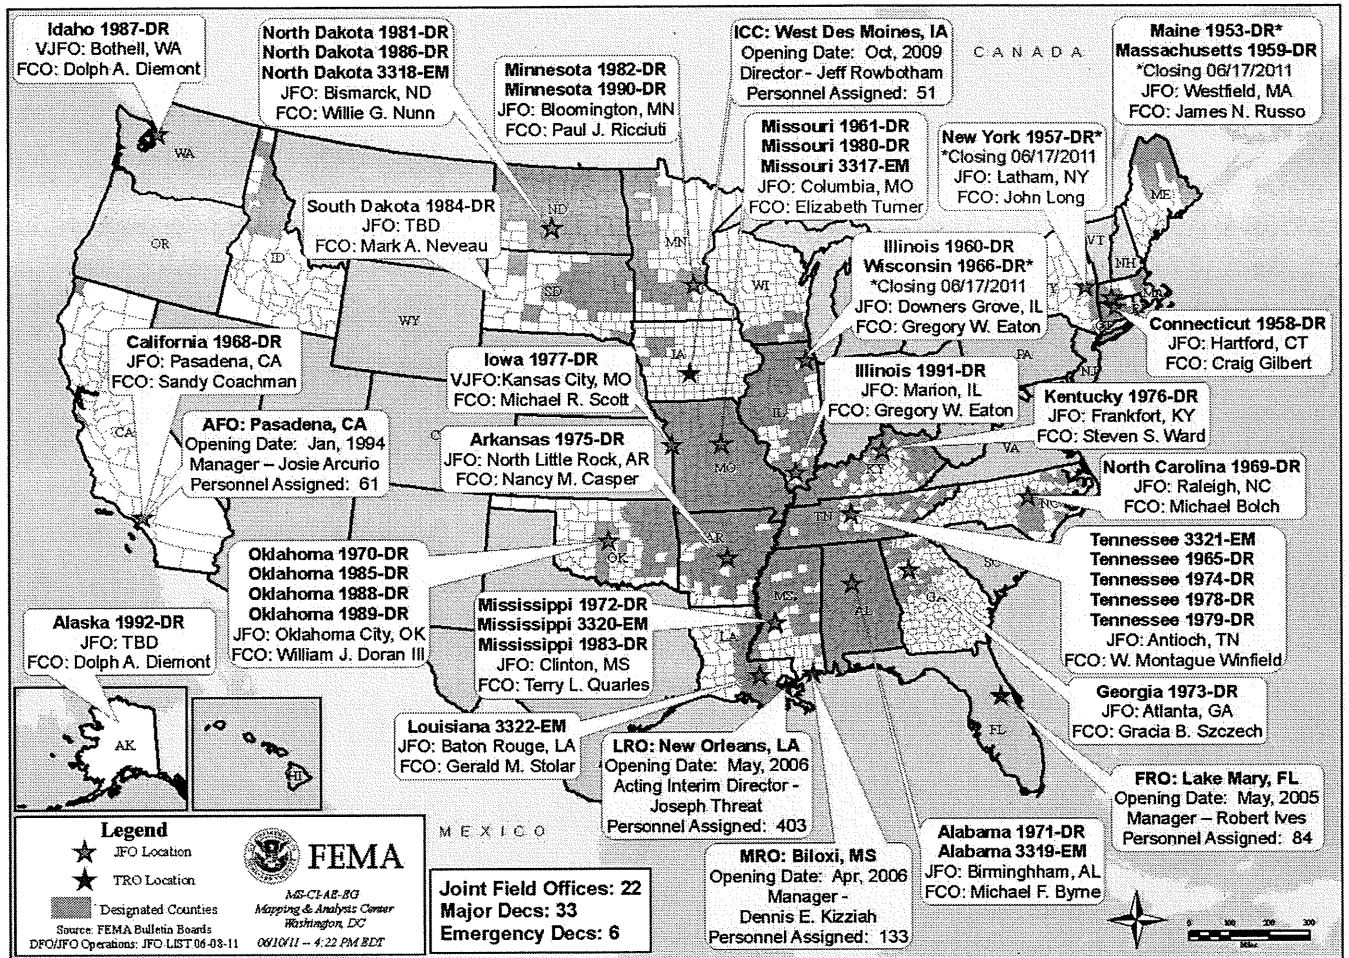 Idaho 1987-DR
VJFO: Bothell, WA
FCO: Dolph A. Diemont
North Dakota 1981-DR
North Dakota 1986-DR
North Dakota 3318-EM
JFO: Bismarck, ND
FCO: Willie G. Nunn
Minnesota 1982-DR
Minnesota 1990-DR
JFO: Bloomington, MN
FCO: Paul J. Ricciuti
ICC: West Des Moines, IA
Opening Date: Oct, 2009
Director - Jeff Rowbotham
Personnel Assigned: 51
CANADA
Maine 1953-DR*
Massachusetts 1959-DR
*Closing 06/17/2011
JFO: Westfield, MA
FCO: James N. Russo
Missouri 1961-DR
Missouri 1980-DR
Missouri 3317-EM
JFO: Columbia, MO
FCO: Elizabeth Turner
New York 1957-DR*
*Closing 06/17/2011
JFO: Latham, NY
FCO: John Long
South Dakota 1984-DR
JFO: TBD
FCO: Mark A. Neveau
Illinois 1960-DR
Wisconsin 1966-DR*
*Closing 06/17/2011
JFO: Downers Grove, IL
FCO: Gregory W. Eaton
Connecticut 1958-DR
JFO: Hartford, CT
FCO: Craig Gilbert
California 1968-DR
JFO: Pasadena, CA
FCO: Sandy Coachman
Iowa 1977-DR
VJFO:Kansas City, MO
FCO: Michael R. Scott
Illinois 1991-DR
JFO: Marion, IL
FCO: Gregory W. Eaton
Kentucky 1976-DR
JFO: Frankfort, KY
FCO: Steven S. Ward
AFO: Pasadena, CA
Opening Date: Jan, 1994
Manager – Josie Arcurio
Personnel Assigned: 61
Arkansas 1975-DR
JFO: North Little Rock, AR
FCO: Nancy M. Casper
North Carolina 1969-DR
JFO: Raleigh, NC
FCO: Michael Bolch
Oklahoma 1970-DR
Oklahoma 1985-DR
Oklahoma 1988-DR
Oklahoma 1989-DR
JFO: Oklahoma City, OK
FCO: William J. Doran III
Tennessee 3321-EM
Tennessee 1965-DR
Tennessee 1974-DR
Tennessee 1978-DR
Tennessee 1979-DR
JFO: Antioch, TN
FCO: W. Montague Winfield
Alaska 1992-DR
JFO: TBD
FCO: Dolph A. Diemont
Mississippi 1972-DR
Mississippi 3320-EM
Mississippi 1983-DR
JFO: Clinton, MS
FCO: Terry L. Quarles
Georgia 1973-DR
JFO: Atlanta, GA
FCO: Gracia B. Szczech
Louisiana 3322-EM
JFO: Baton Rouge, LA
FCO: Gerald M. Stolar
LRO: New Orleans, LA
Opening Date: May, 2006
Acting Interim Director -
Joseph Threat
Personnel Assigned: 403
FRO: Lake Mary, FL
Opening Date: May, 2005
Manager – Robert Ives
Personnel Assigned: 84
MRO: Biloxi, MS
Opening Date: Apr, 2006
Manager -
Dennis E. Kizziah
Personnel Assigned: 133
Alabama 1971-DR
Alabama 3319-EM
JFO: Birminghham, AL
FCO: Michael F. Byrne
WA
OR
ID
ND
SD
MN
WI
WY
IA
CA
MO
IL
KY
VA
TN
NC
SC
OK
AR
MS
AL
GA
LA
FL
PA
NJ
VT
NH
ME
AK
HI
MEXICO
Legend
JFO Location
TRO Location
Designated Counties
Source: FEMA Bulletin Boards
DFO/JFO Operations: JFO LIST 06-08-11
FEMA
MS-CI-AE-EG
Mapping & Analysis Center
Washington, DC
06/10/11 -- 4:22 PM EDT
Joint Field Offices: 22
Major Decs: 33
Emergency Decs: 6
0 100 200 300
Miles